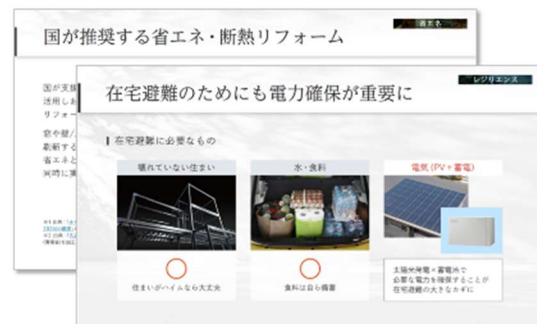 省エネ
国が推奨する省エネ・断熱リフォーム
国が支援
活用しお
リフォー
窓や壁/
刷新する
省エネと
同時に実
レジリエンス
在宅避難のためにも電力確保が重要に
在宅避難に必要なもの
壊れていない住まい
水・食料
電気（PV＋蓄電）
住まいがハイムなら大丈夫
食料は自ら備蓄
太陽光発電×蓄電池で
必要な電力を確保することが
在宅避難の大きなカギに